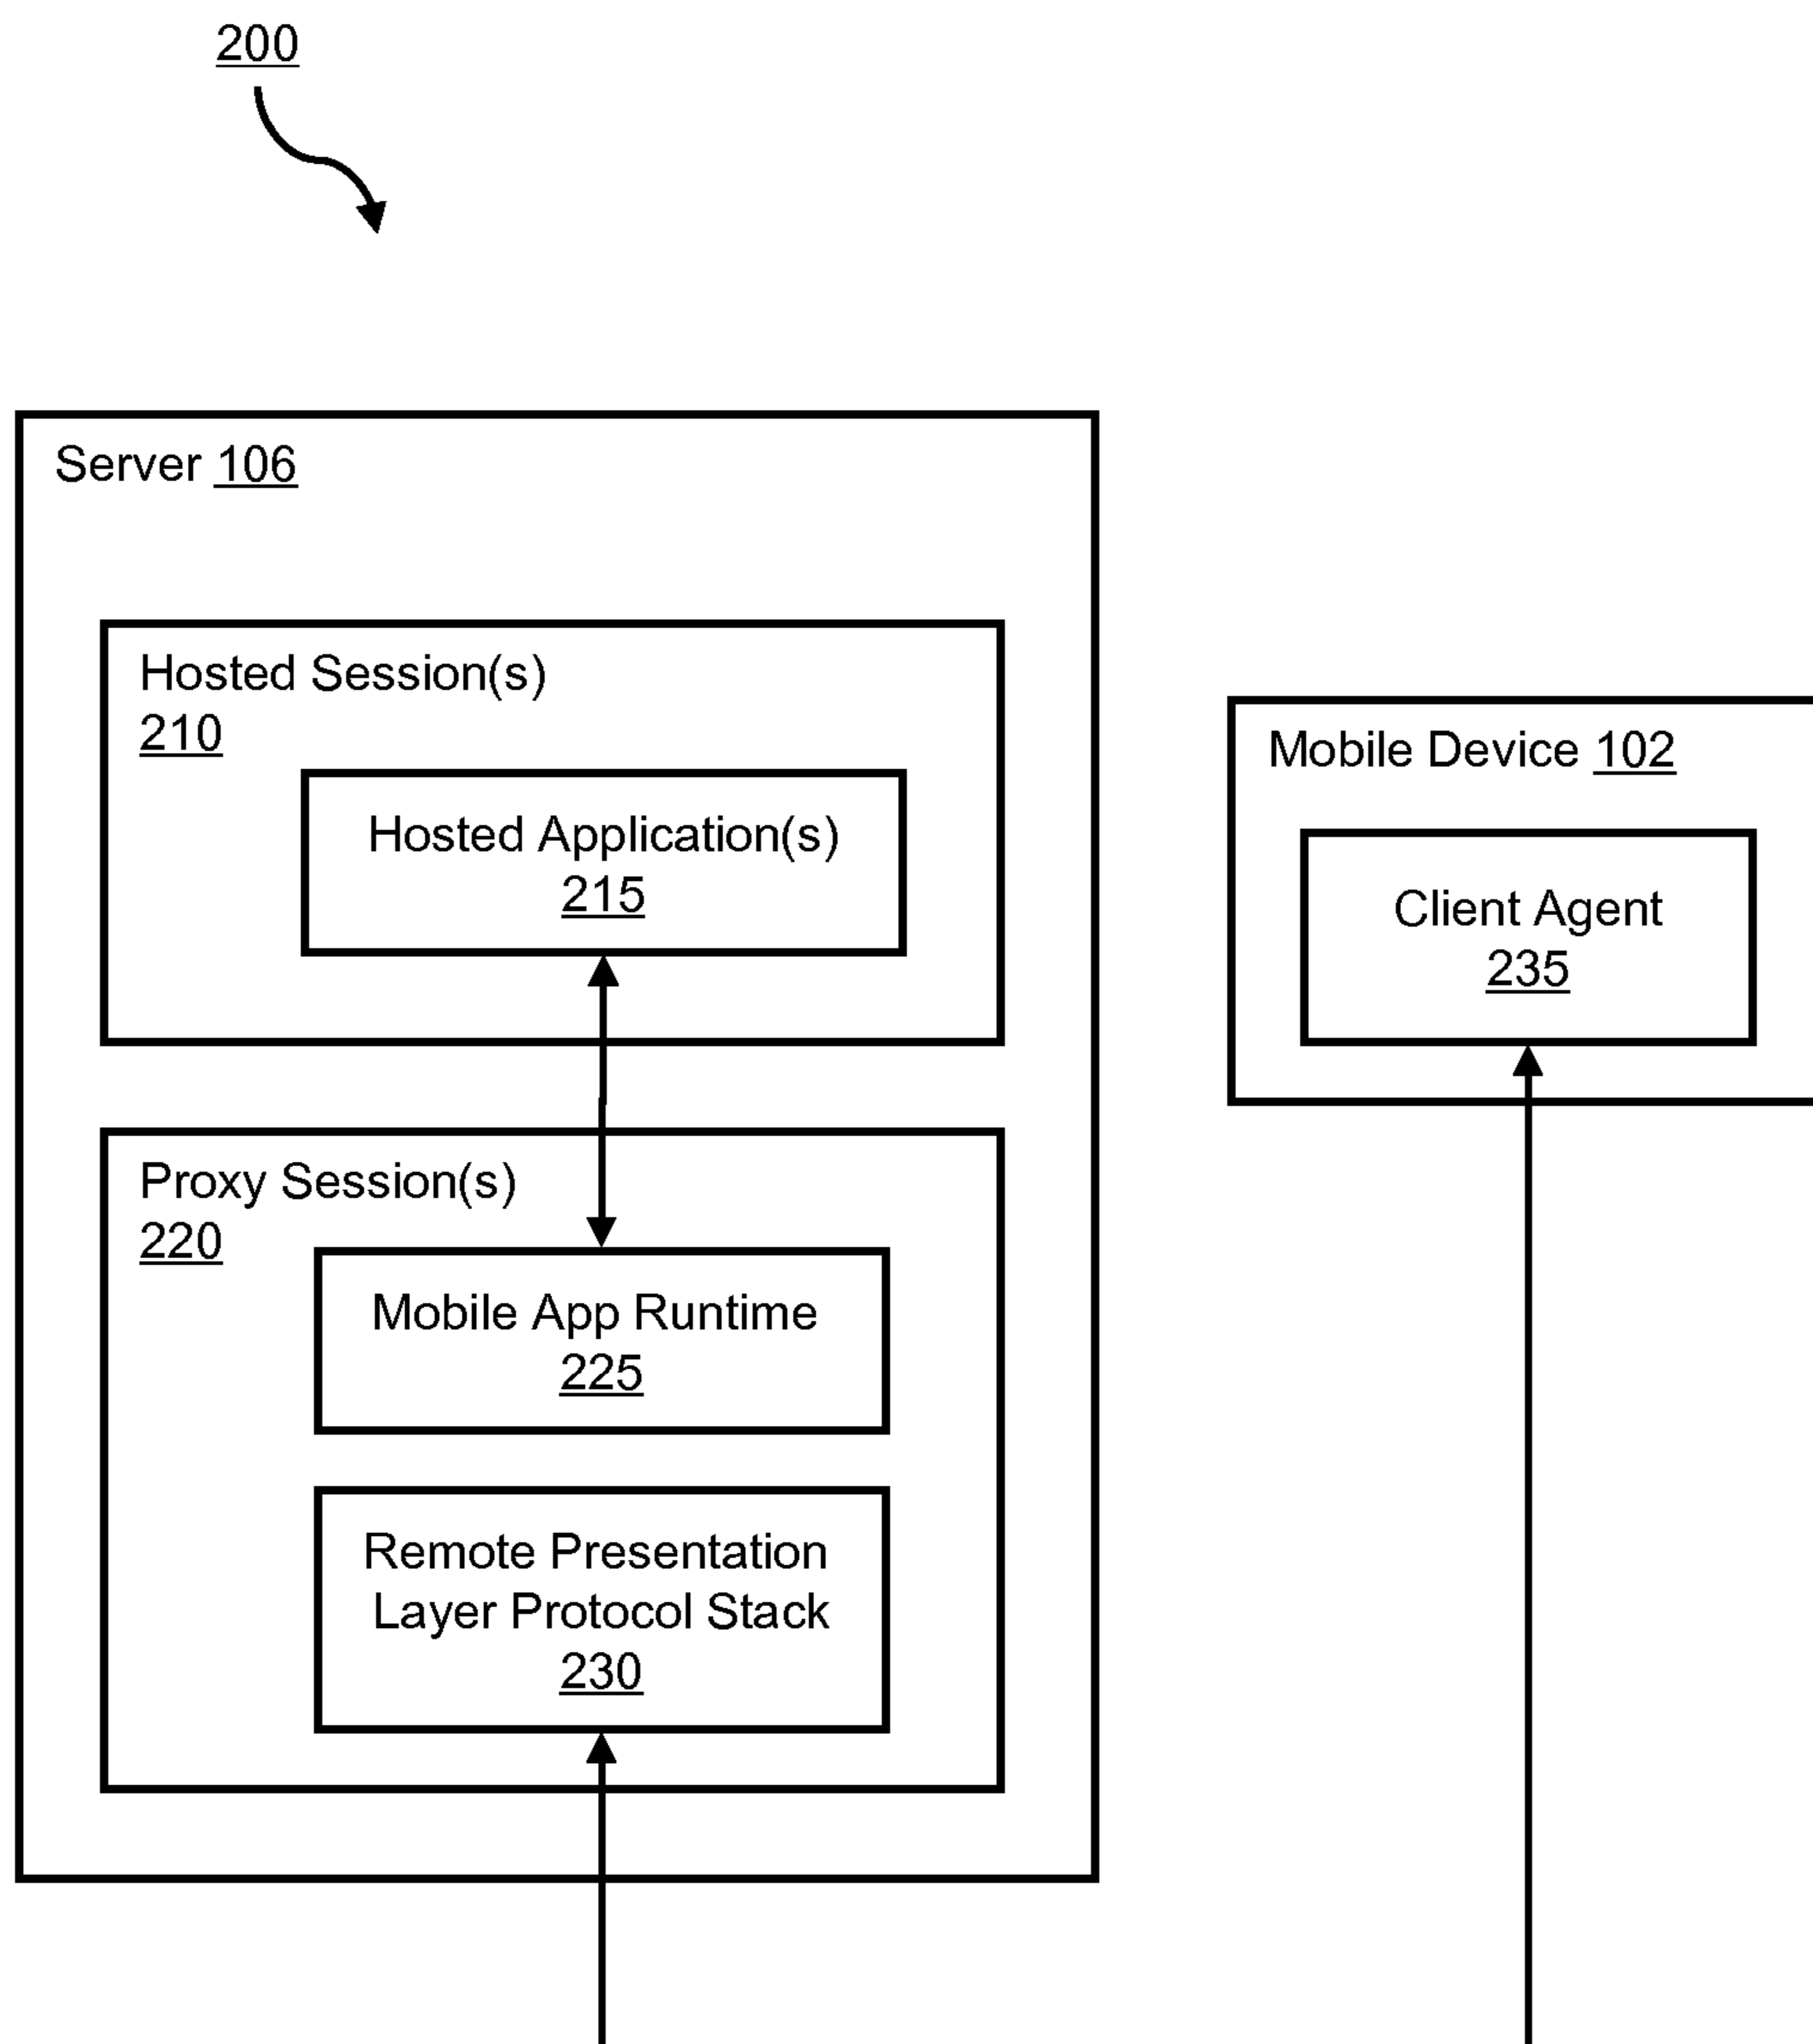 200
Server 106
Hosted Session(s)
210
Hosted Application(s)
215
Proxy Session(s)
220
Mobile App Runtime
225
Remote Presentation
Layer Protocol Stack
230
Mobile Device 102
Client Agent
235